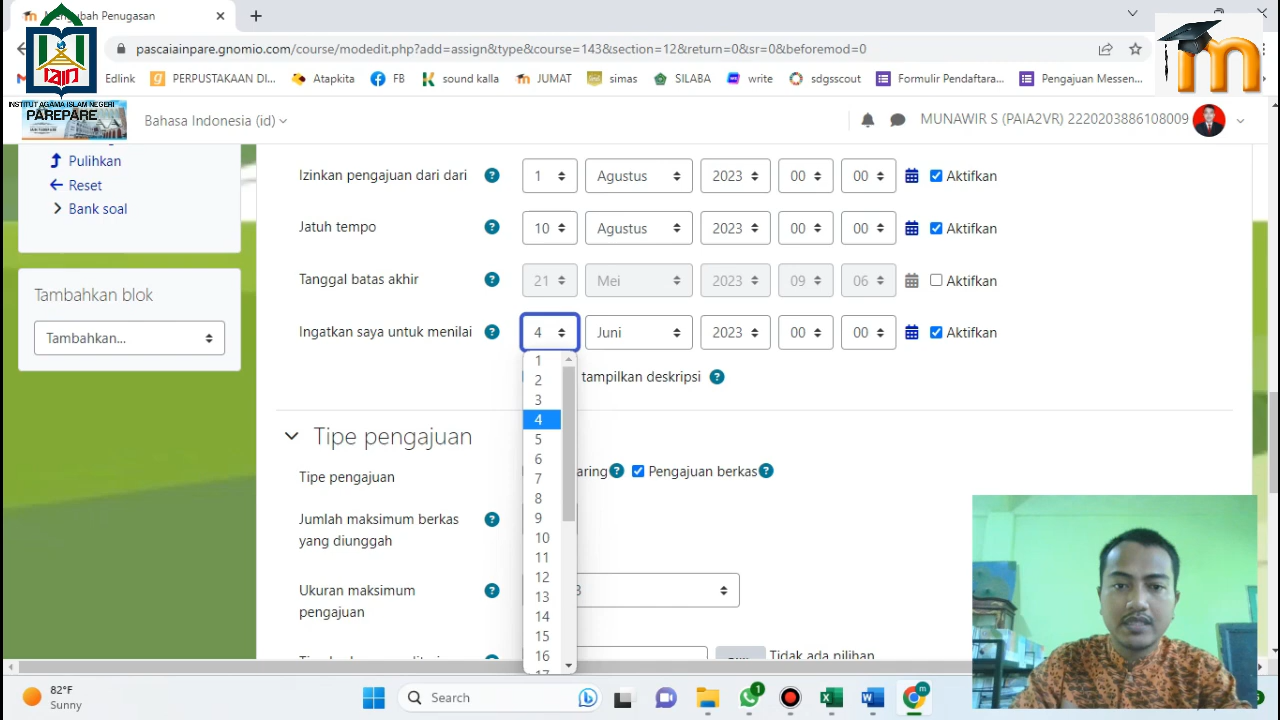 Mengubah Penugasan
pascaiainpare.gnomio.com/course/modedit.php?add=assign&type&course=143&section=12&return=0&sr=0&beforemod=0
Edlink PERPUSTAKAAN DI... Atapkita FB sound kalla JUMAT simas SILABA write sdgsscout Formulir Pendaftara... Pengajuan Messen...
iain
INSTITUT AGAMA ISLAM NEGERI
PAREPARE
Bahasa Indonesia (id)
MUNAWIR S (PAIA2VR) 2220203886108009
Pulihkan
Reset
Bank soal
Tambahkan blok
Tambahkan...
Izinkan pengajuan dari dari 1 Agustus 2023 00 00 Aktifkan
Jatuh tempo 10 Agustus 2023 00 00 Aktifkan
Tanggal batas akhir 21 Mei 2023 09 06 Aktifkan
Ingatkan saya untuk menilai 4 Juni 2023 00 00 Aktifkan
1
tampilkan deskripsi
2
3
4
5
6
7
8
9
10
11
12
13
14
15
16
17
Tipe pengajuan
Tipe pengajuan aring Pengajuan berkas
Jumlah maksimum berkas
yang diunggah
Ukuran maksimum
pengajuan
Tidak ada pilihan
82°F
Sunny
Search
1